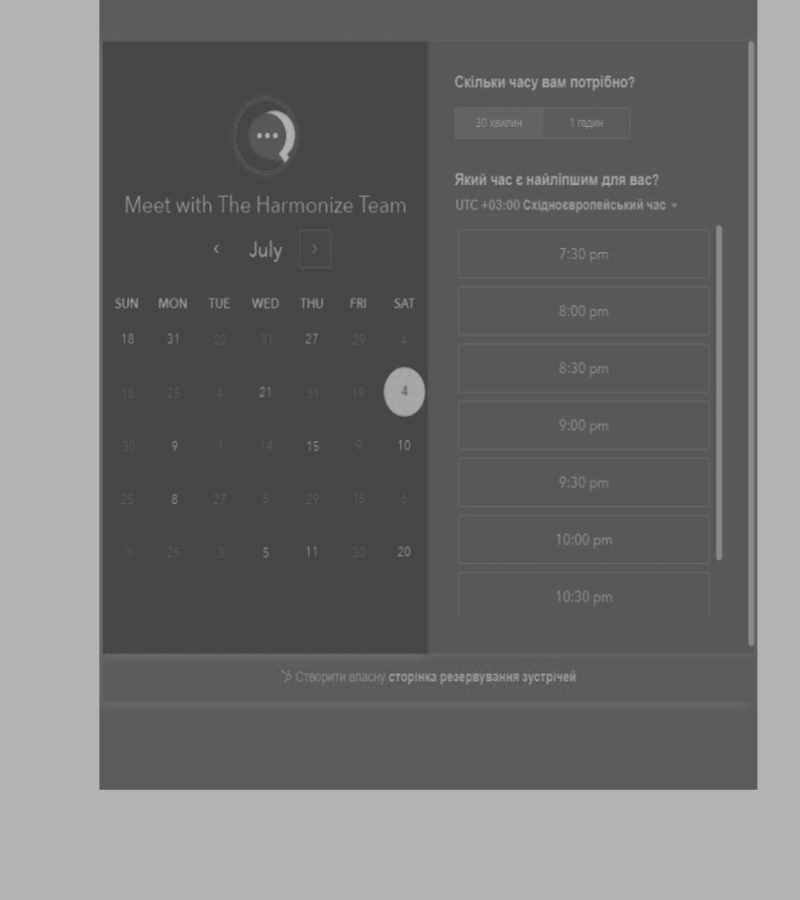 Meet with The Harmonize Team
July
SUN MON TUE WED THU FRI SAT
18 31 22 31 27 29 4
18 25 4 21 31 19 4
30 9 1 14 15 9 10
25 8 27 6 29 16 6
3 25 3 5 11 30 20
Скільки часу вам потрібно?
30 хвилин 1 годин
Який час є найліпшим для вас?
UTC +03:00 Східноєвропейський час
7:30 pm
8:00 pm
8:30 pm
9:00 pm
9:30 pm
10:00 pm
10:30 pm
Створити власну сторінка резервування зустрічей